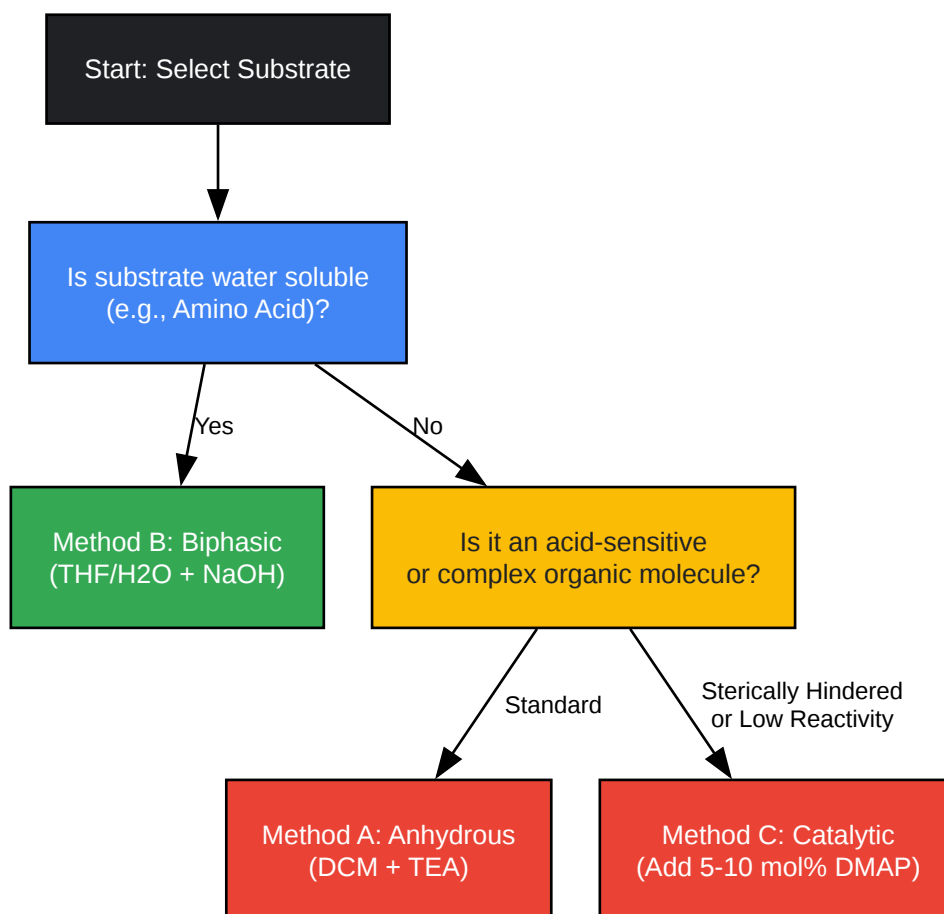 Start: Select Substrate
Is substrate water soluble
(e.g., Amino Acid)?
Yes
No
Method B: Biphasic
(THF/H2O + NaOH)
Is it an acid-sensitive
or complex organic molecule?
Standard
Sterically Hindered
or Low Reactivity
Method A: Anhydrous
(DCM + TEA)
Method C: Catalytic
(Add 5-10 mol% DMAP)